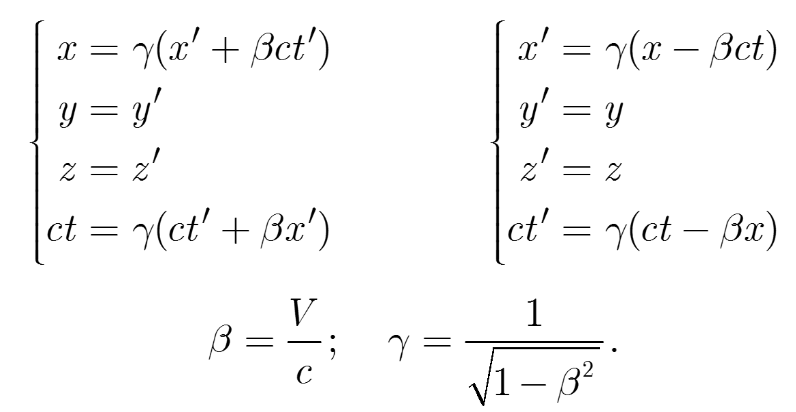 x = γ(x′ + βct′)
y = y′
z = z′
ct = γ(ct′ + βx′)
x′ = γ(x − βct)
y′ = y
z′ = z
ct′ = γ(ct − βx)
β = V/c; γ = 1/√(1 − β²).